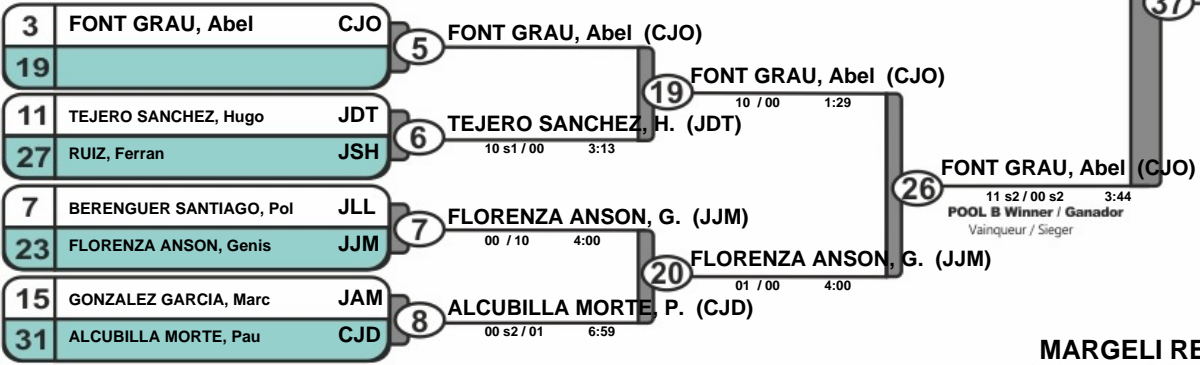 37
3 FONT GRAU, Abel CJO
19
5 FONT GRAU, Abel (CJO)
11 TEJERO SANCHEZ, Hugo JDT
27 RUIZ, Ferran JSH
6 TEJERO SANCHEZ, H. (JDT)
10 s1 / 00 3:13
19 FONT GRAU, Abel (CJO)
10 / 00 1:29
7 BERENGUER SANTIAGO, Pol JLL
23 FLORENZA ANSON, Genis JJM
7 FLORENZA ANSON, G. (JJM)
00 / 10 4:00
15 GONZALEZ GARCIA, Marc JAM
31 ALCUBILLA MORTE, Pau CJD
8 ALCUBILLA MORTE, P. (CJD)
00 s2 / 01 6:59
20 FLORENZA ANSON, G. (JJM)
01 / 00 4:00
26 FONT GRAU, Abel (CJO)
11 s2 / 00 s2 3:44
POOL B Winner / Ganador
Vainqueur / Sieger
MARGELI RE